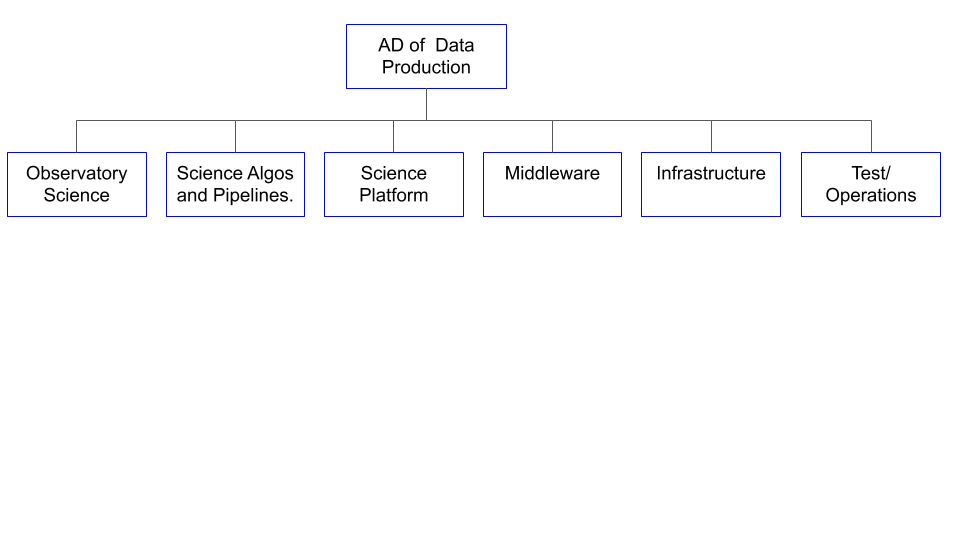 AD of  Data
Production
Observatory
Science
Science Algos
and Pipelines.
Science
Platform
Middleware
Infrastructure
Test/
Operations